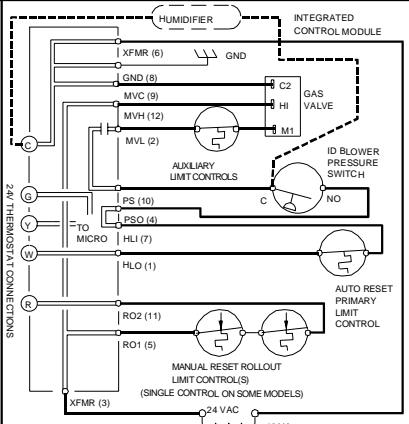 HUMIDIFIER
INTEGRATED
CONTROL MODULE
XFMR (6)
GND
GND (8)
C2
MVC (9)
HI
GAS
VALVE
MVH (12)
M1
MVL (2)
C
AUXILIARY
LIMIT CONTROLS
ID BLOWER
PRESSURE
SWITCH
24V THERMOSTAT CONNECTIONS
G
PS (10)
C
NO
Y
TO
MICRO
PSO (4)
HLI (7)
W
HLO (1)
AUTO RESET
PRIMARY
LIMIT
CONTROL
R
RO2 (11)
RO1 (5)
MANUAL RESET ROLLOUT
LIMIT CONTROL(S)
(SINGLE CONTROL ON SOME MODELS)
XFMR (3)
24 VAC